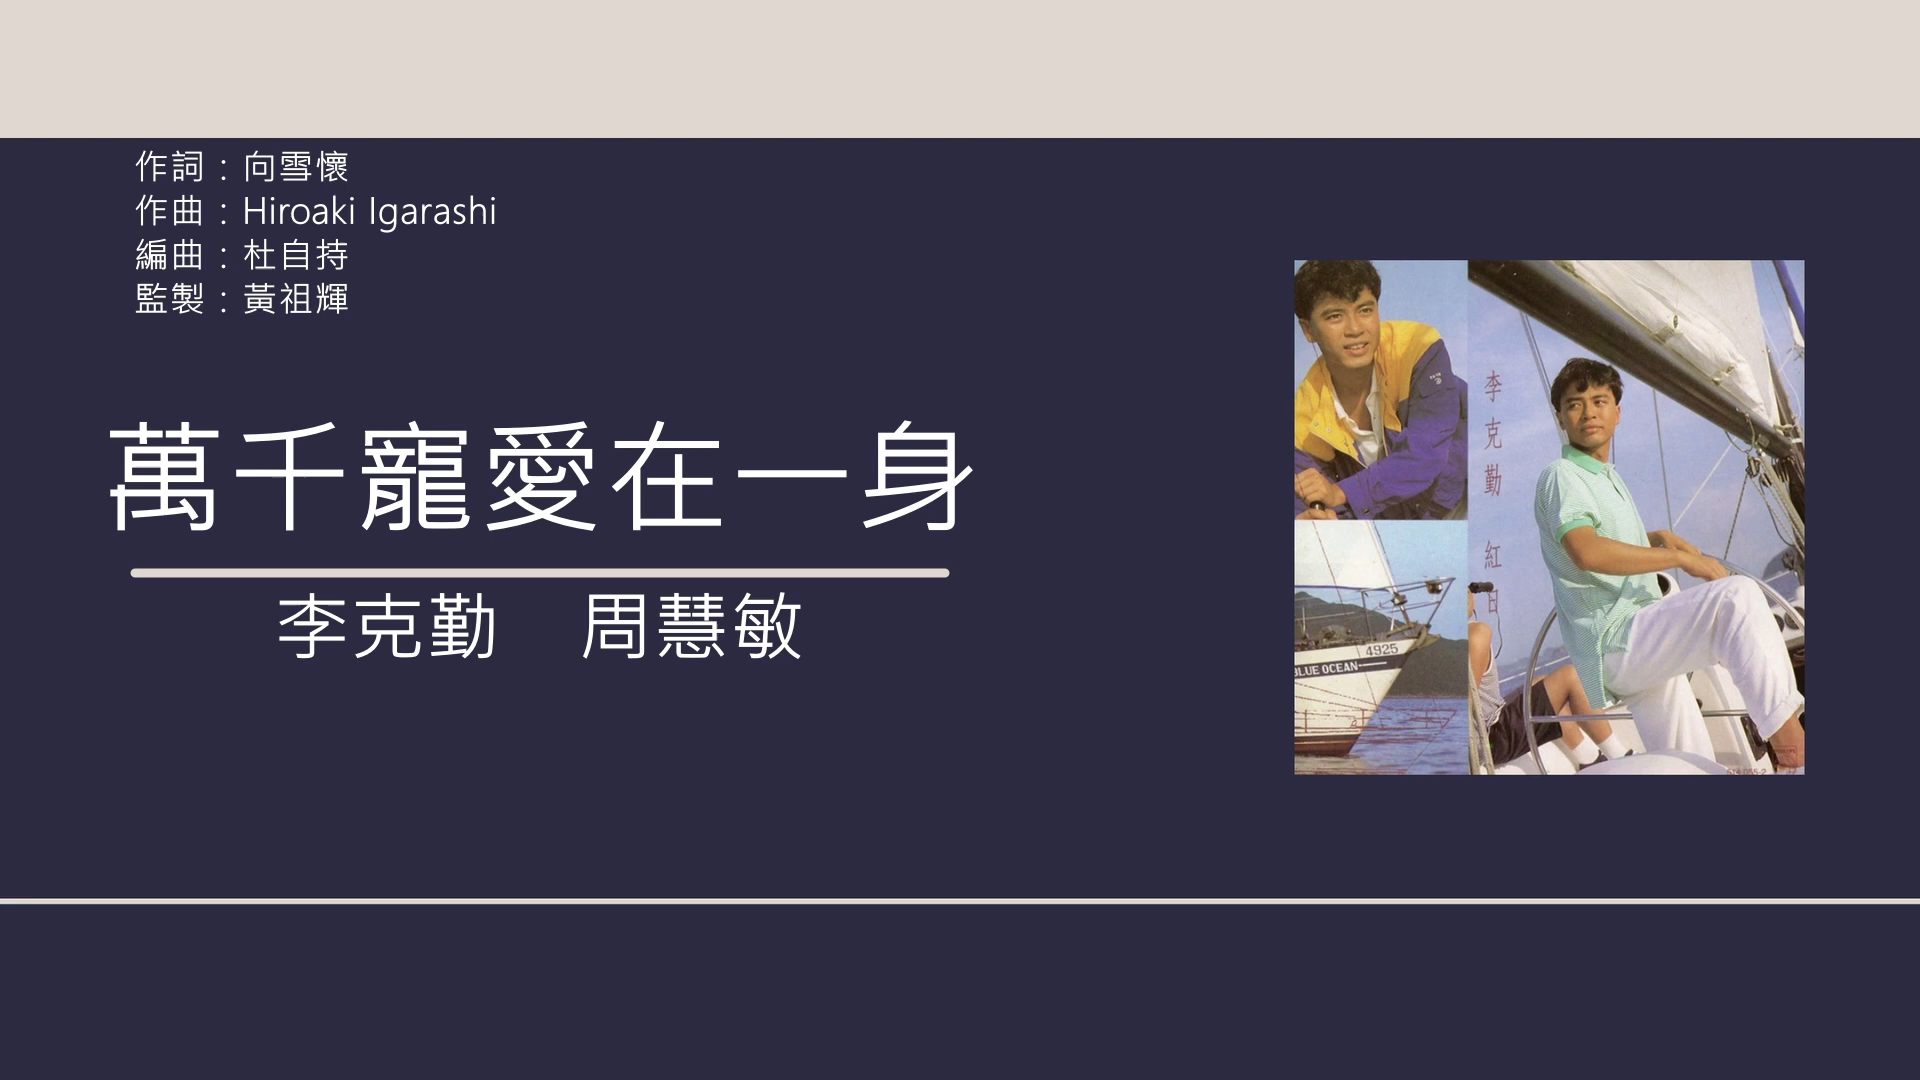 作詞：向雪懷
作曲：Hiroaki Igarashi
編曲：杜自持
監製：黃祖輝
萬千寵愛在一身
李克勤　周慧敏
李克勤 紅日
4925
BLUE OCEAN